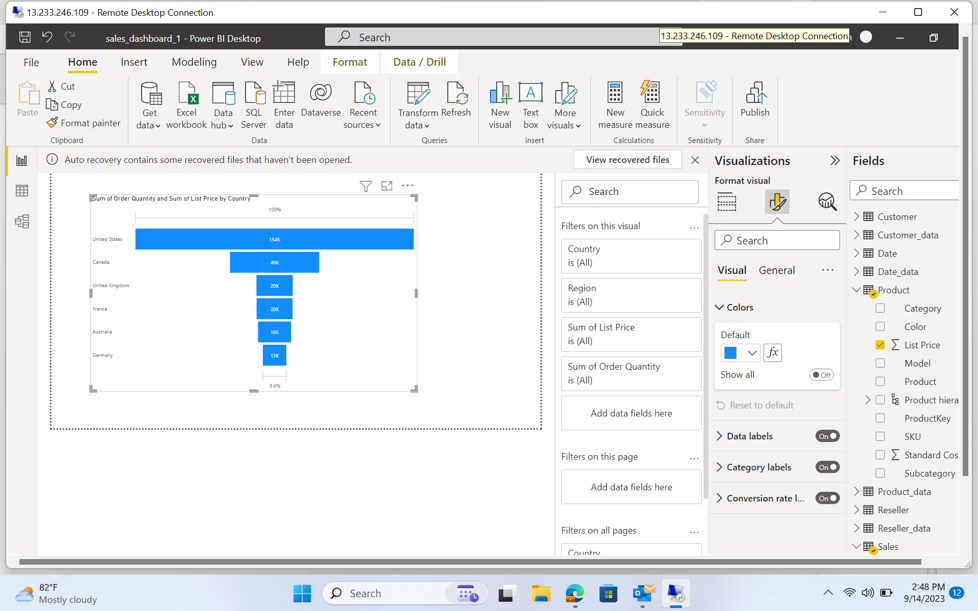 13.233.246.109 - Remote Desktop Connection
sales_dashboard_1 - Power BI Desktop
Search
13.233.246.109 - Remote Desktop Connection
File
Home
Insert
Modeling
View
Help
Format
Data / Drill
Paste
Cut
Copy
Format painter
Clipboard
Get data
Excel workbook
Data hub
SQL Server
Enter data
Dataverse
Recent sources
Data
Transform data
Refresh
Queries
New visual
Text box
More visuals
Insert
New measure
Quick measure
Calculations
Sensitivity
Sensitivity
Publish
Share
Auto recovery contains some recovered files that haven't been opened.
View recovered files
Sum of Order Quantity and Sum of List Price by Country
100%
United States
154K
Canada
49K
United Kingdom
20K
France
20K
Australia
18K
Germany
13K
8.4%
Search
Filters on this visual
Country
is (All)
Region
is (All)
Sum of List Price
is (All)
Sum of Order Quantity
is (All)
Add data fields here
Filters on this page
Add data fields here
Filters on all pages
Country
Visualizations
Format visual
Search
Visual
General
Colors
Default
fx
Show all
Off
Reset to default
Data labels
On
Category labels
On
Conversion rate l...
On
Fields
Search
Customer
Customer_data
Date
Date_data
Product
Category
Color
List Price
Model
Product
Product hiera
ProductKey
SKU
Standard Cos
Subcategory
Product_data
Reseller
Reseller_data
Sales
82°F
Mostly cloudy
Search
2:48 PM
9/14/2023
12